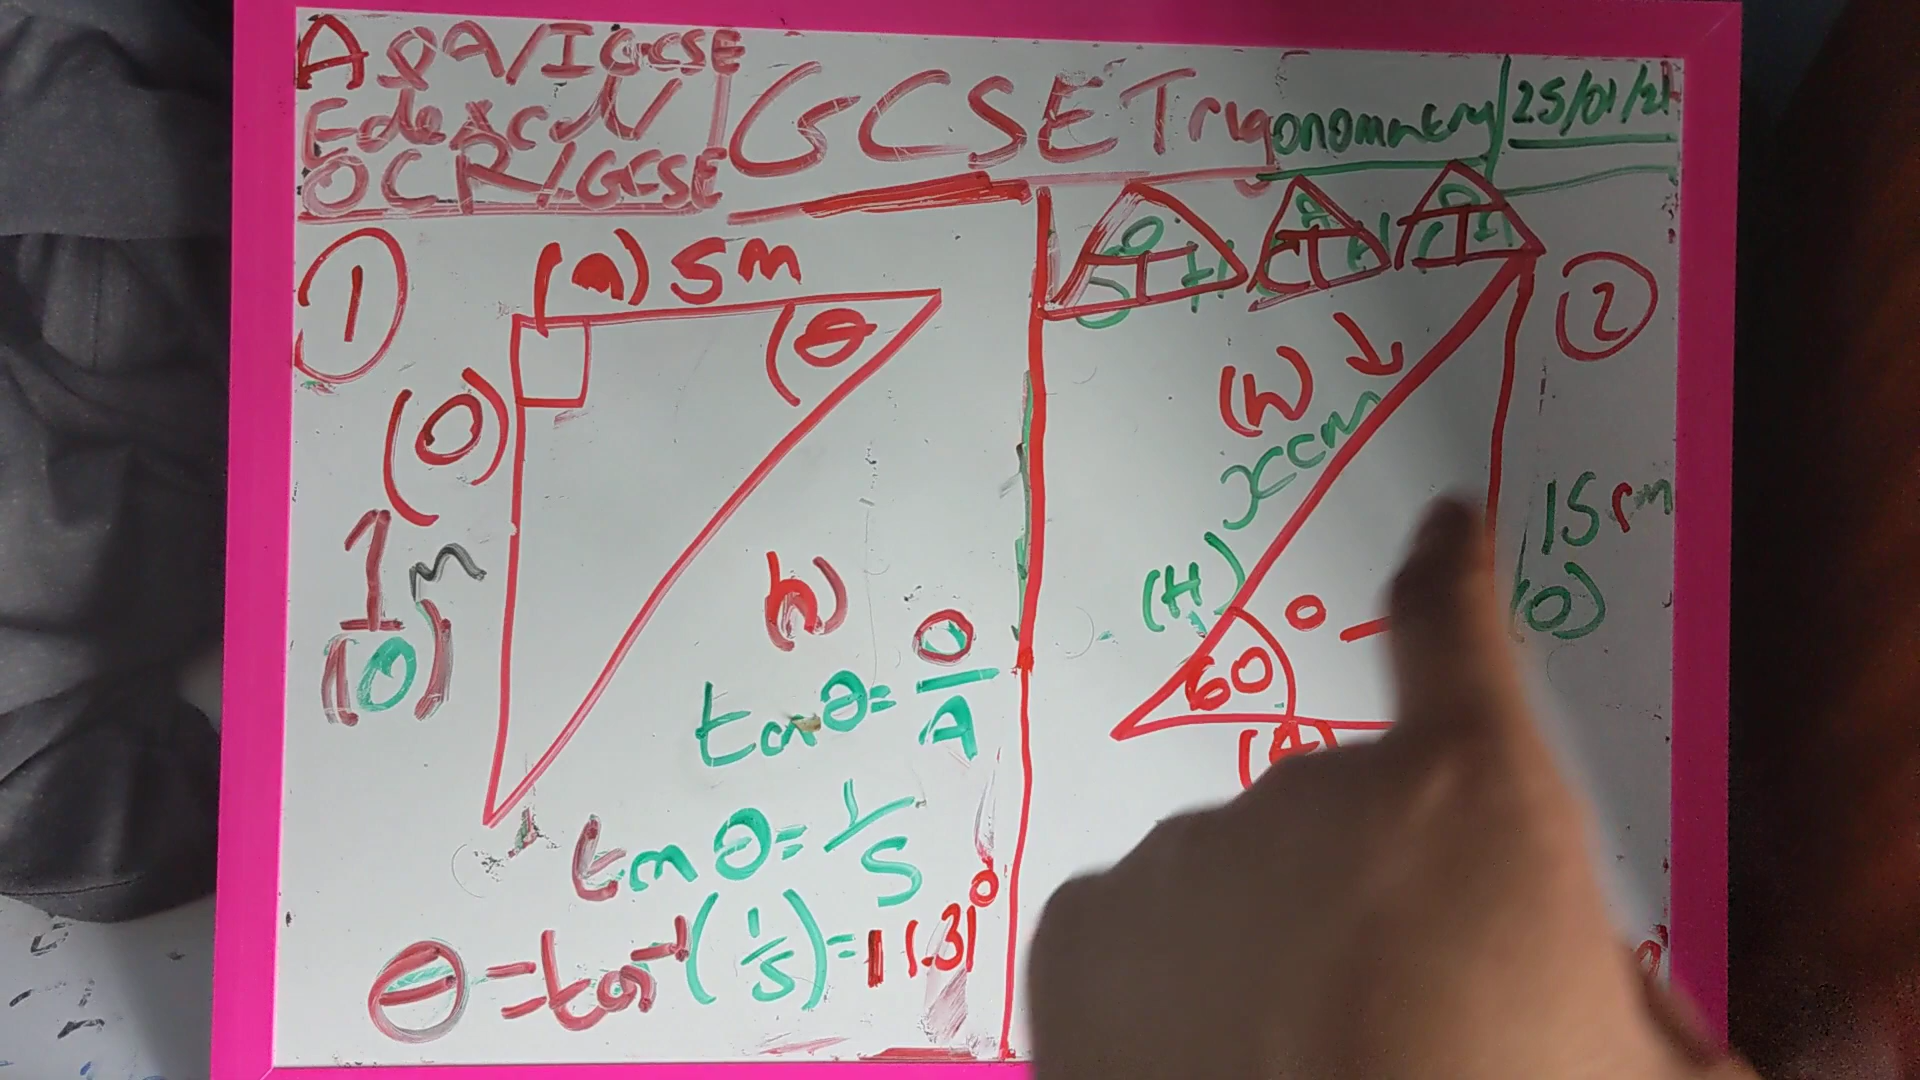 AQA/IGCSE
Edexcel
OCR/GCSE
GCSE Trigonometry
25/01/21
1
(A) 5m
θ
(O)
1m
(O)
(h)
tanθ = O/A
tanθ = 1/5
θ = tan⁻¹(1/5) = 11.31°
O
S H
A
C H
O
T A
2
(h)
xcm
(H)
60°
15cm
(O)
(A)